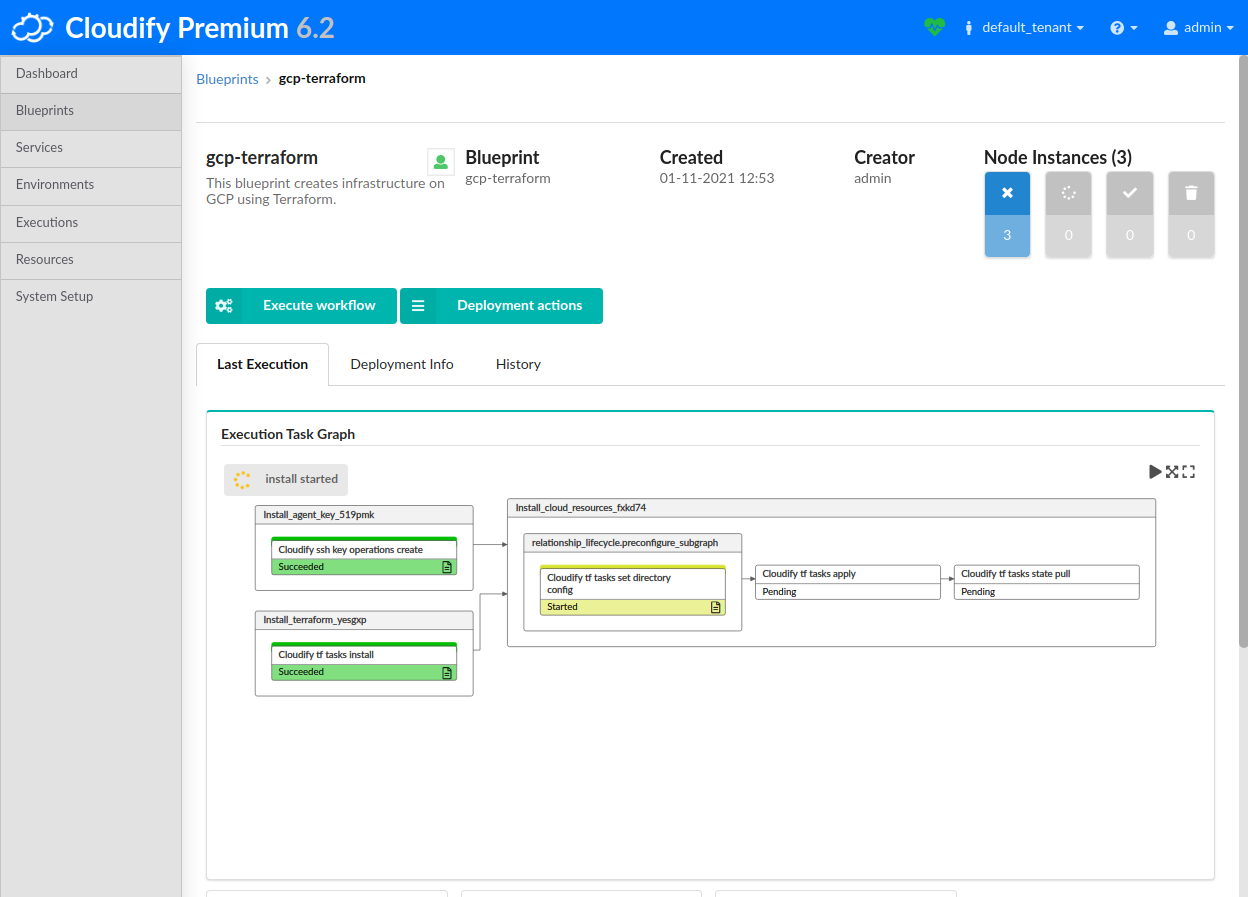 Cloudify Premium 6.2
default_tenant
admin
Dashboard
Blueprints
Services
Environments
Executions
Resources
System Setup
Blueprints › gcp-terraform
gcp-terraform
This blueprint creates infrastructure on
GCP using Terraform.
Blueprint
gcp-terraform
Created
01-11-2021 12:53
Creator
admin
Node Instances (3)
3
0
0
0
Execute workflow
Deployment actions
Last Execution
Deployment Info
History
Execution Task Graph
install started
Install_agent_key_519pmk
Cloudify ssh key operations create
Succeeded
Install_terraform_yesgxp
Cloudify tf tasks install
Succeeded
Install_cloud_resources_fxkd74
relationship_lifecycle.preconfigure_subgraph
Cloudify tf tasks set directory
config
Started
Cloudify tf tasks apply
Pending
Cloudify tf tasks state pull
Pending